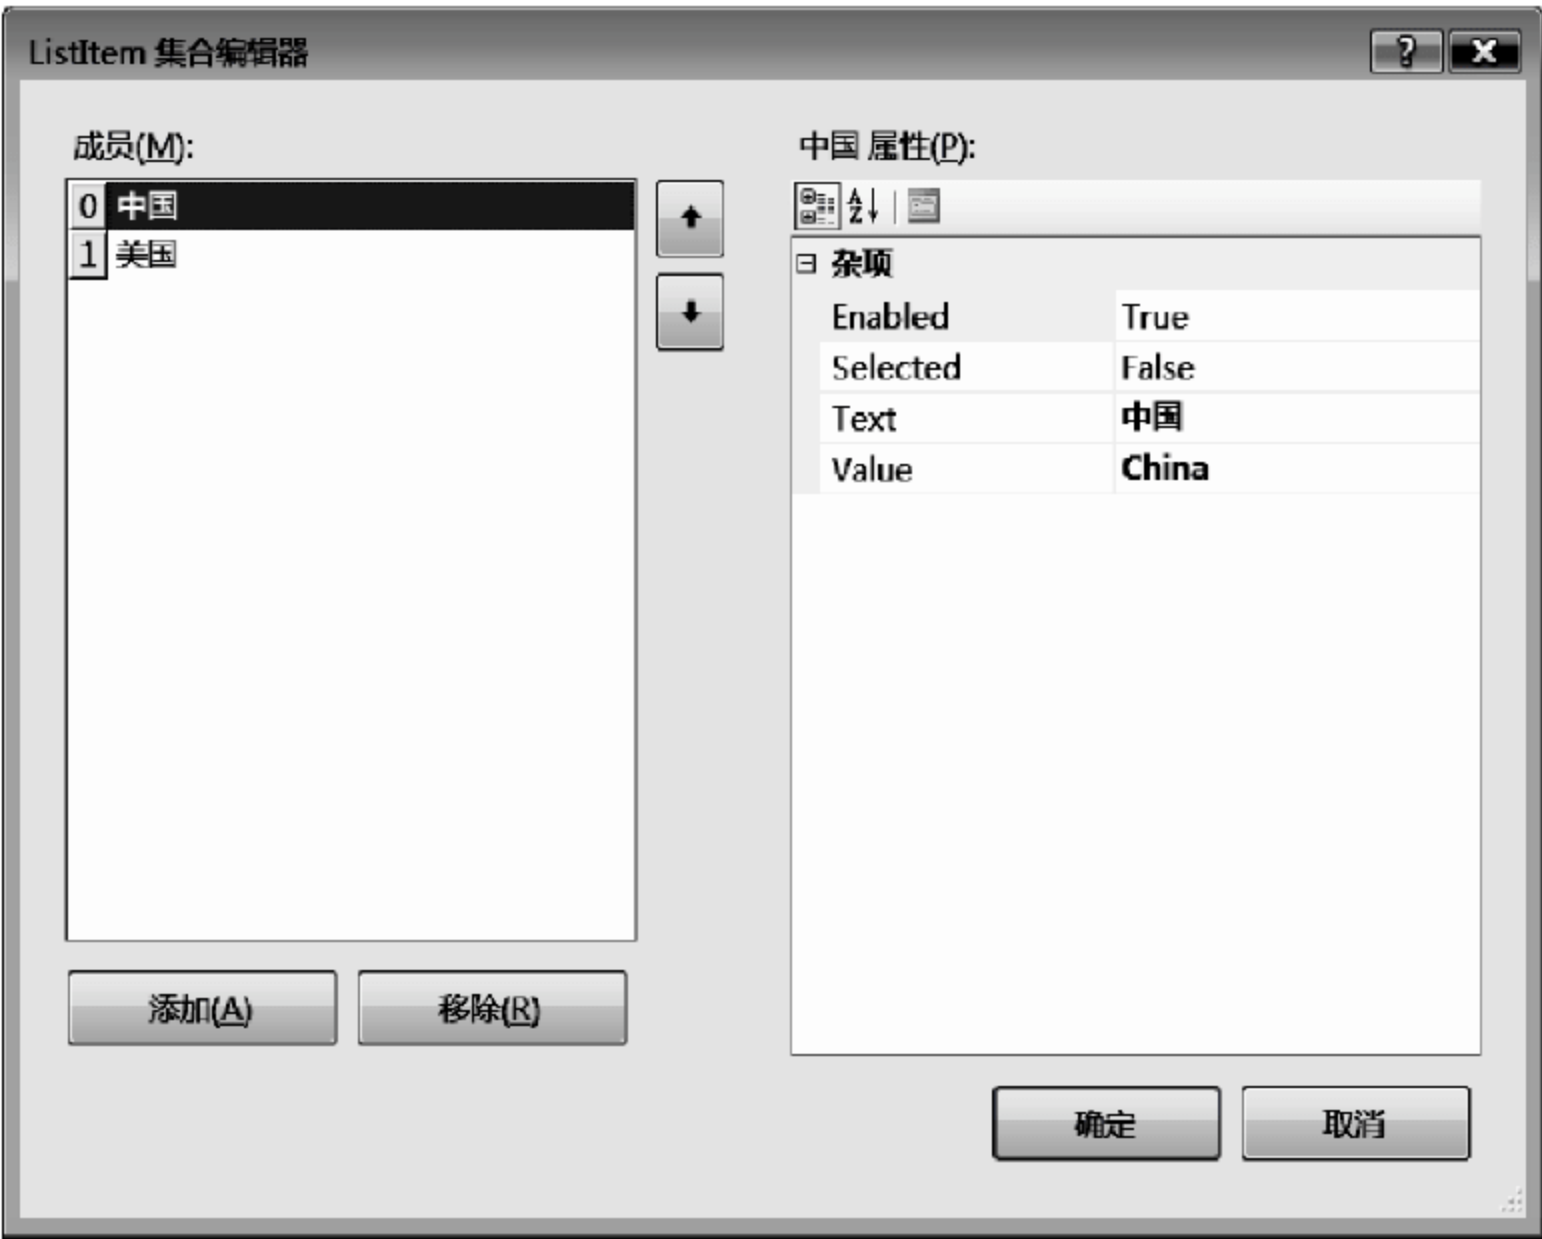 ListItem 集合编辑器
成员(M):
0 中国
1 美国
添加(A)
移除(R)
中国 属性(P):
杂项
Enabled True
Selected False
Text 中国
Value China
确定
取消